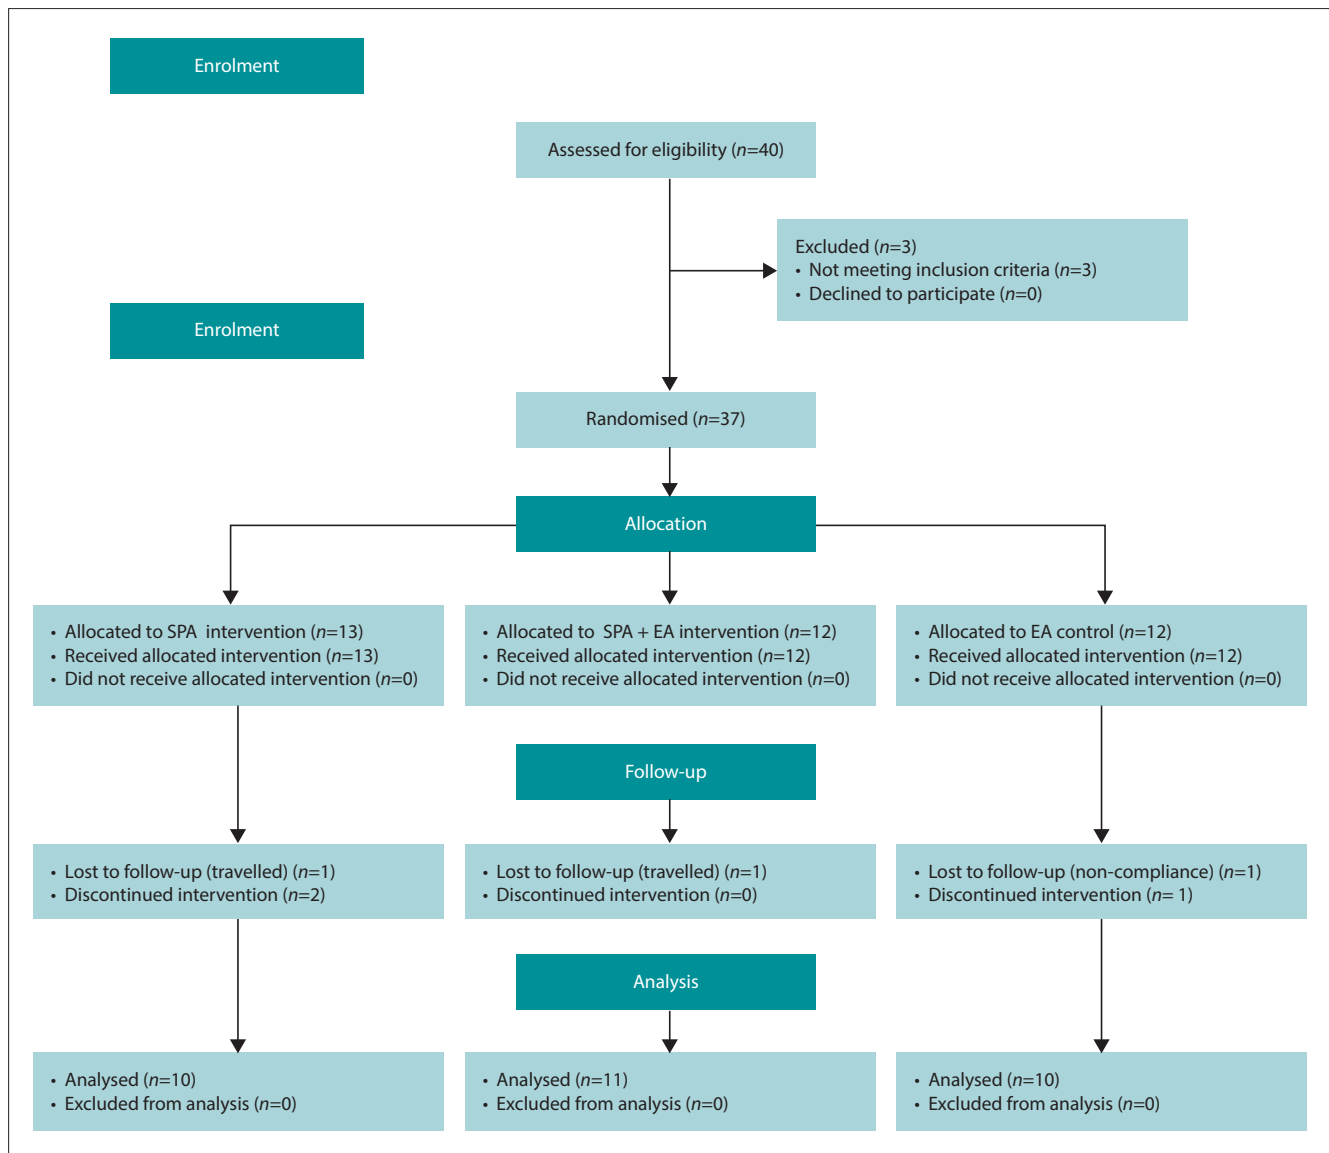 Enrolment
Assessed for eligibility (n=40)
Excluded (n=3)
• Not meeting inclusion criteria (n=3)
• Declined to participate (n=0)
Enrolment
Randomised (n=37)
Allocation
• Allocated to SPA intervention (n=13)
• Received allocated intervention (n=13)
• Did not receive allocated intervention (n=0)
• Allocated to SPA + EA intervention (n=12)
• Received allocated intervention (n=12)
• Did not receive allocated intervention (n=0)
• Allocated to EA control (n=12)
• Received allocated intervention (n=12)
• Did not receive allocated intervention (n=0)
Follow-up
• Lost to follow-up (travelled) (n=1)
• Discontinued intervention (n=2)
• Lost to follow-up (travelled) (n=1)
• Discontinued intervention (n=0)
• Lost to follow-up (non-compliance) (n=1)
• Discontinued intervention (n= 1)
Analysis
• Analysed (n=10)
• Excluded from analysis (n=0)
• Analysed (n=11)
• Excluded from analysis (n=0)
• Analysed (n=10)
• Excluded from analysis (n=0)